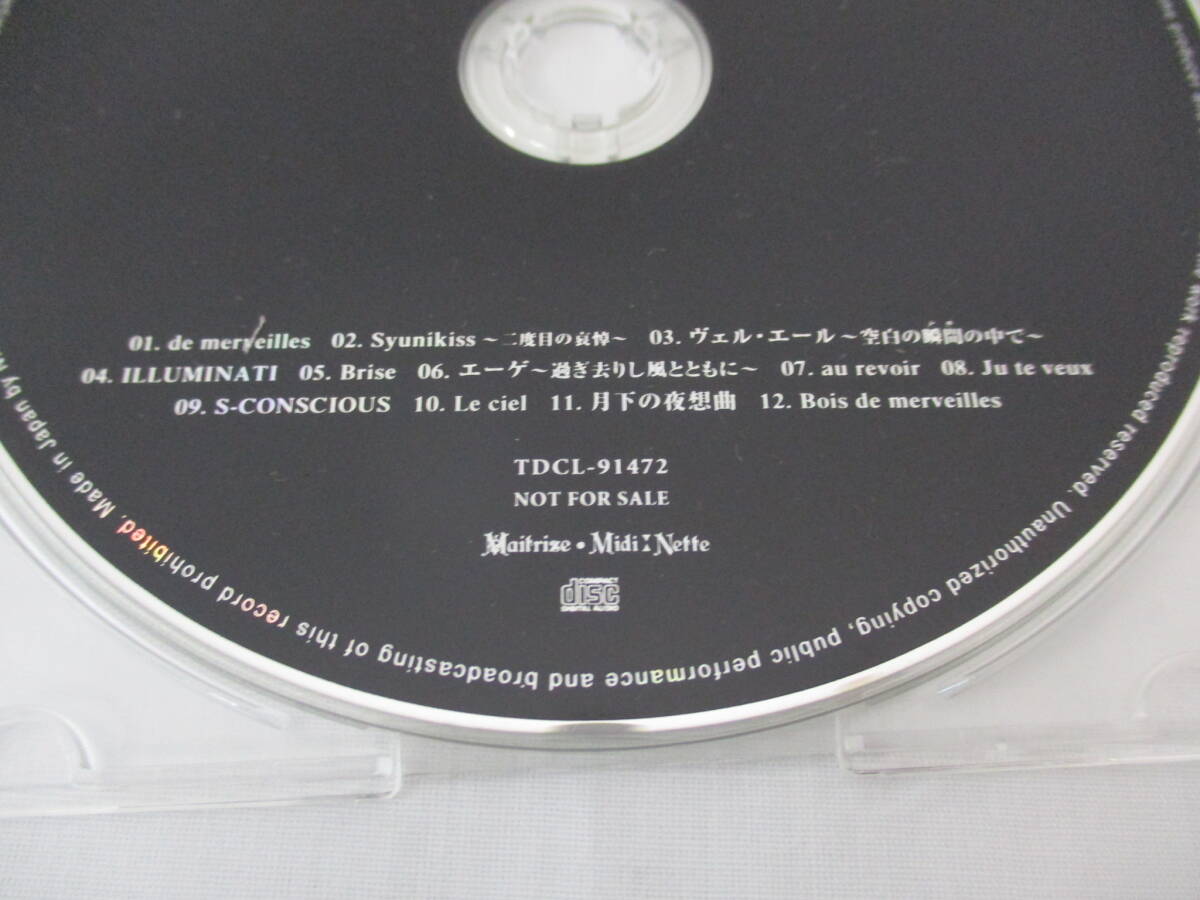 01. de merveilles 02. Syunikiss～二度目の哀悼～ 03. ヴェル・エール～空白の瞬間の中で～
04. ILLUMINATI 05. Brise 06. エーゲ～過ぎ去りし風とともに～ 07. au revoir 08. Ju te veux
09. S-CONSCIOUS 10. Le ciel 11. 月下の夜想曲 12. Bois de merveilles
TDCL-91472
NOT FOR SALE
Maitrize • Midi:Nette
COMPACT
disc
DIGITAL AUDIO
work reproduced reserved. Unauthorized copying, public performance and broadcasting of this record prohibited. Made in Japan by